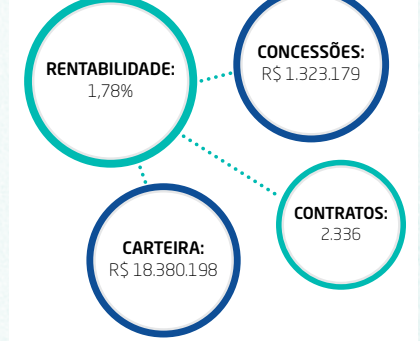 RENTABILIDADE:
1,78%
CONCESSÕES:
R$ 1.323.179
CONTRATOS:
2.336
CARTEIRA:
R$ 18.380.198